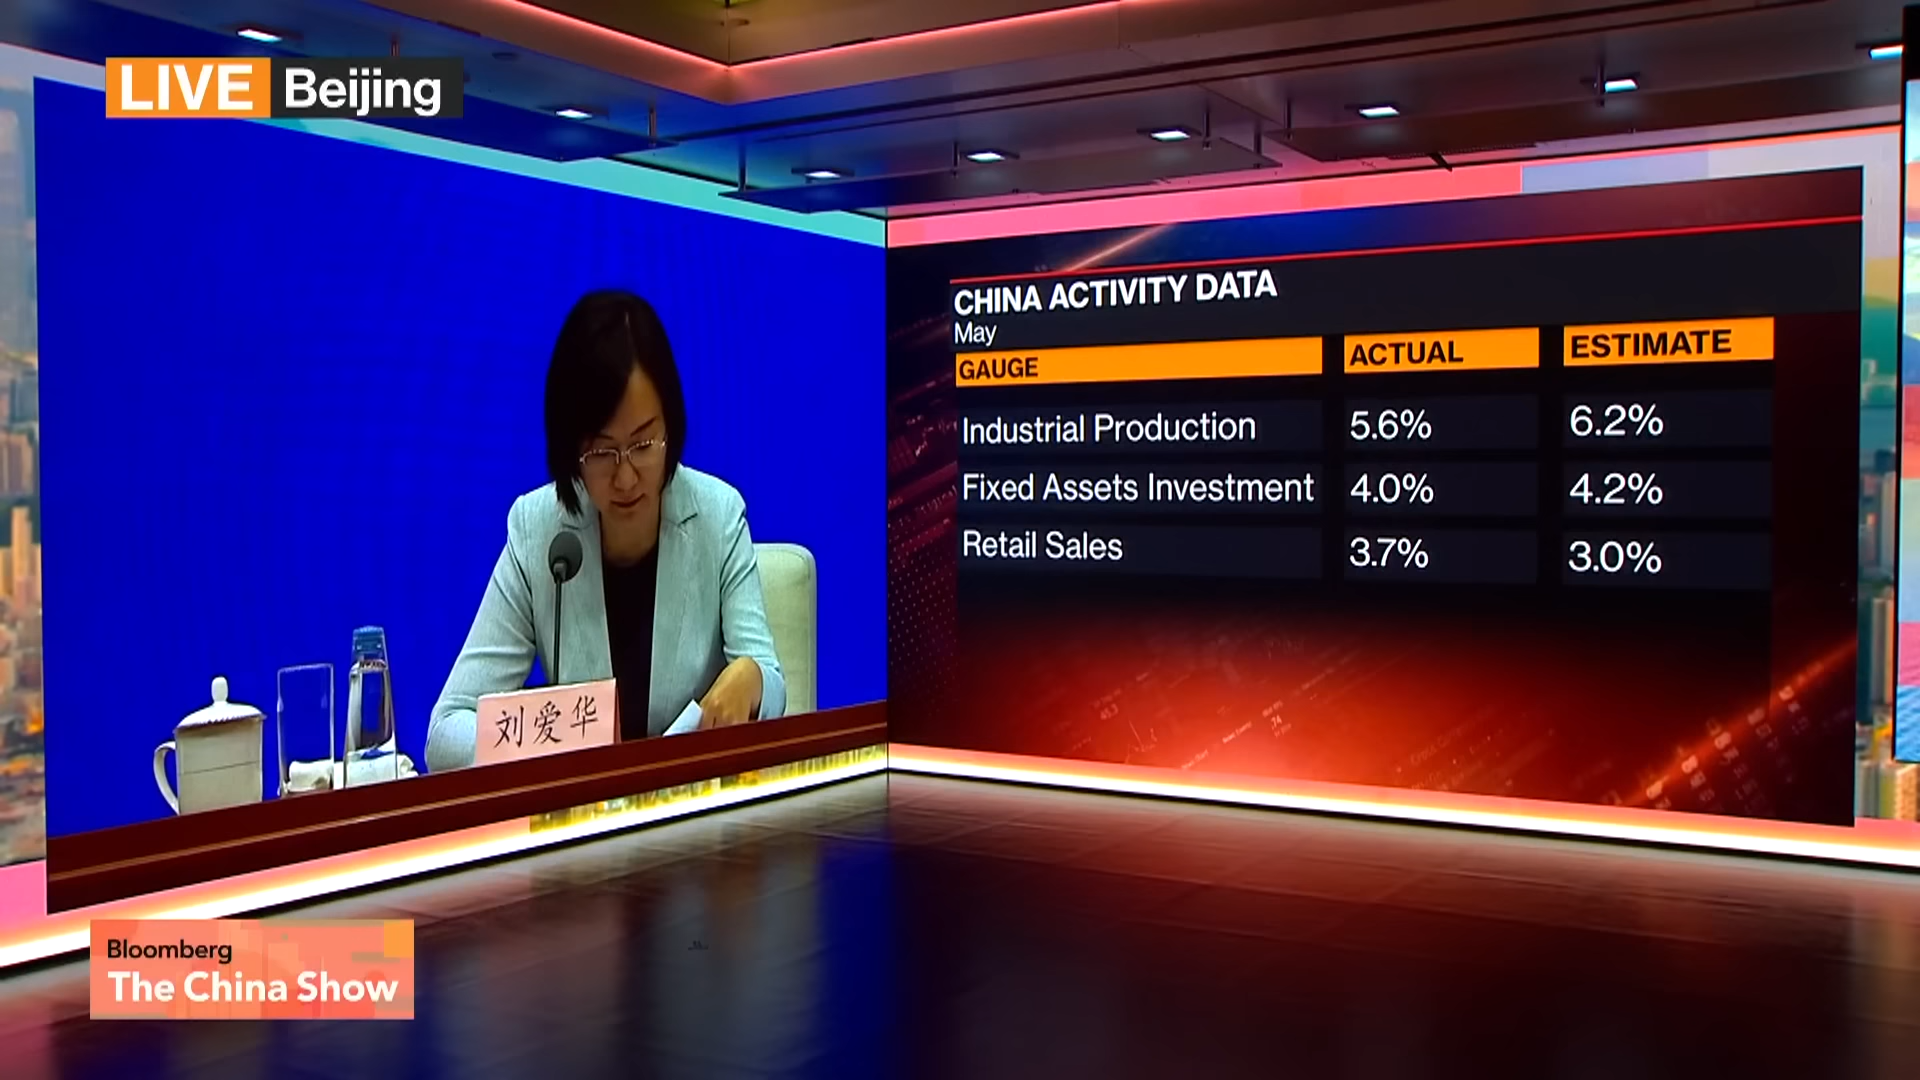 LIVE Beijing
刘爱华
CHINA ACTIVITY DATA
May
GAUGE ACTUAL ESTIMATE
Industrial Production 5.6% 6.2%
Fixed Assets Investment 4.0% 4.2%
Retail Sales 3.7% 3.0%
Bloomberg
The China Show